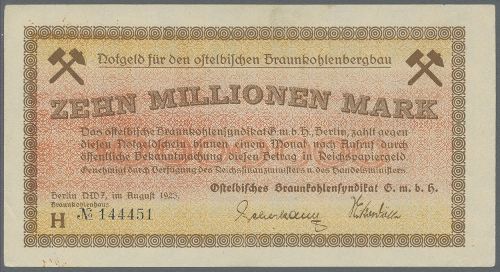 Notgeld für den ostelbischen Braunkohlenbergbau
ZEHN MILLIONEN MARK
Das ostelbische Braunkohlensyndikat G.m.b.H, Berlin, zahlt gegen
diesen Notgeldschein binnen einem Monat nach Aufruf durch
öffentliche Bekanntmachung diesen Betrag in Reichspapiergeld.
Genehmigt durch Verfügen des Reichsfinanzministers u. des Handelsministers.
Ostelbisches Braunkohlensyndikat G.m.b.H.
Berlin NW7, im August 1923,
Braunkohlenhaus
H № 144451